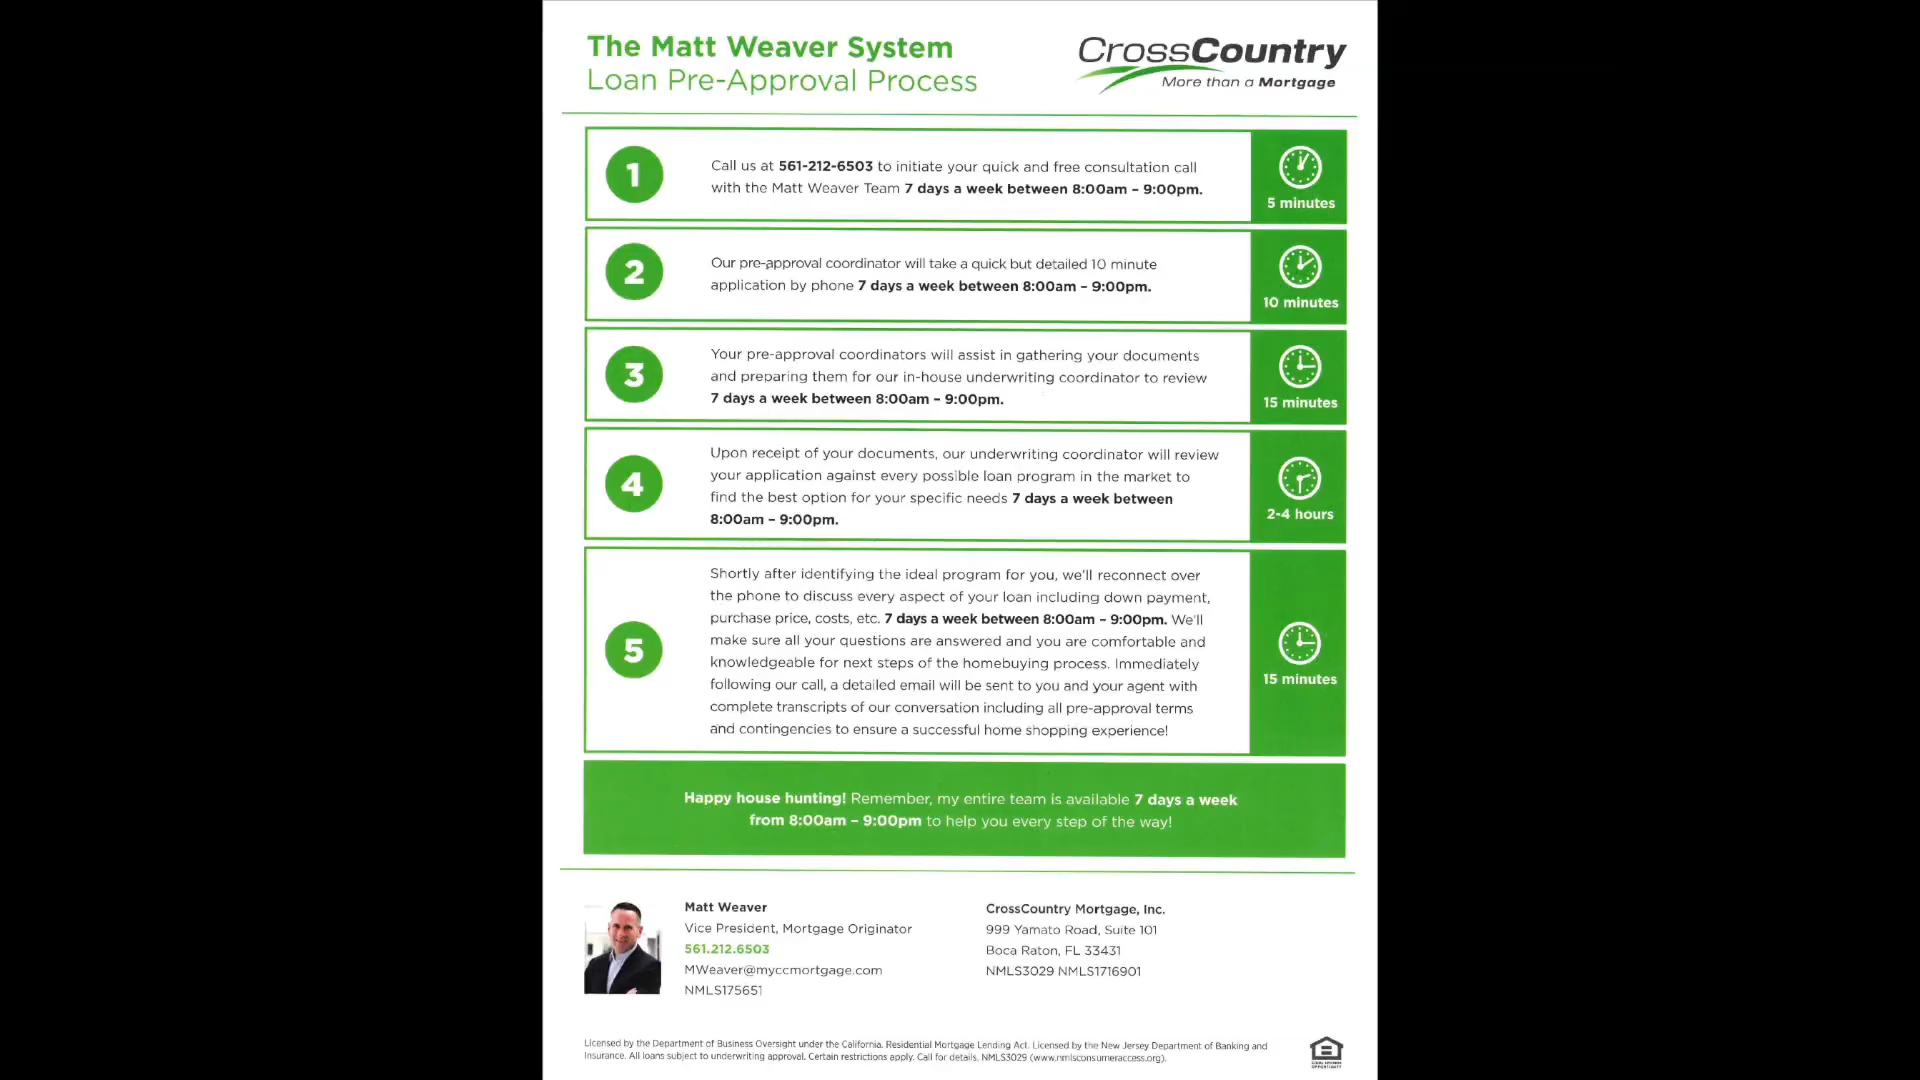 The Matt Weaver System
Loan Pre-Approval Process
CrossCountry
More than a Mortgage
1
Call us at 561-212-6503 to initiate your quick and free consultation call
with the Matt Weaver Team 7 days a week between 8:00am – 9:00pm.
5 minutes
2
Our pre-approval coordinator will take a quick but detailed 10 minute
application by phone 7 days a week between 8:00am – 9:00pm.
10 minutes
3
Your pre-approval coordinators will assist in gathering your documents
and preparing them for our in-house underwriting coordinator to review
7 days a week between 8:00am – 9:00pm.
15 minutes
4
Upon receipt of your documents, our underwriting coordinator will review
your application against every possible loan program in the market to
find the best option for your specific needs 7 days a week between
8:00am – 9:00pm.
2-4 hours
5
Shortly after identifying the ideal program for you, we'll reconnect over
the phone to discuss every aspect of your loan including down payment,
purchase price, costs, etc. 7 days a week between 8:00am – 9:00pm. We'll
make sure all your questions are answered and you are comfortable and
knowledgeable for next steps of the homebuying process. Immediately
following our call, a detailed email will be sent to you and your agent with
complete transcripts of our conversation including all pre-approval terms
and contingencies to ensure a successful home shopping experience!
15 minutes
Happy house hunting! Remember, my entire team is available 7 days a week
from 8:00am – 9:00pm to help you every step of the way!
Matt Weaver
Vice President, Mortgage Originator
561.212.6503
MWeaver@myccmortgage.com
NMLS175651
CrossCountry Mortgage, Inc.
999 Yamato Road, Suite 101
Boca Raton, FL 33431
NMLS3029 NMLS1716901
Licensed by the Department of Business Oversight under the California. Residential Mortgage Lending Act. Licensed by the New Jersey Department of Banking and
Insurance. All loans subject to underwriting approval. Certain restrictions apply. Call for details. NMLS3029 (www.nmlsconsumeraccess.org).
EQUAL HOUSING
OPPORTUNITY